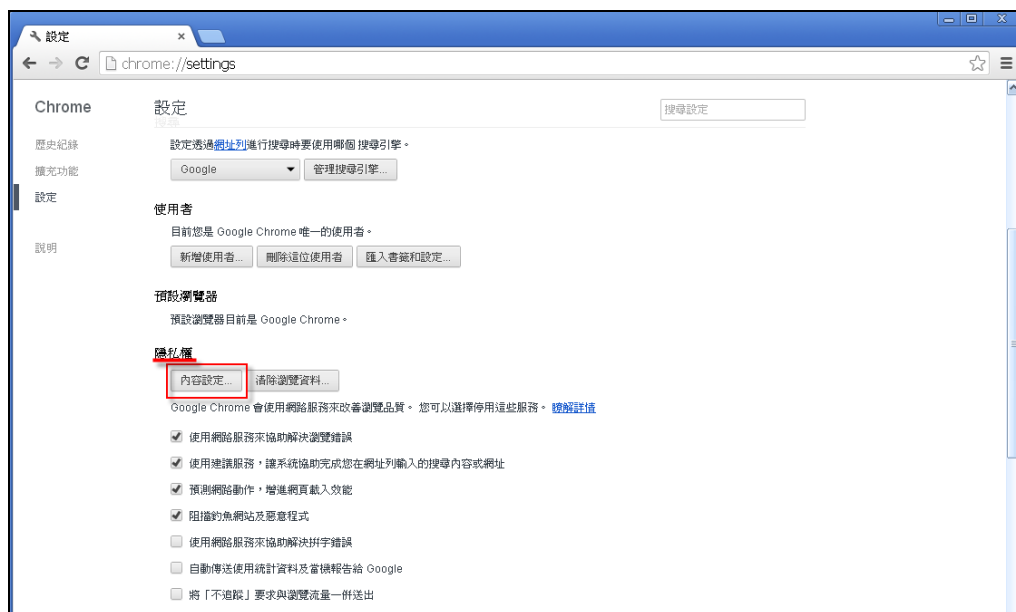 設定
chrome://settings
Chrome
設定
搜尋設定
歷史紀錄
擴充功能
設定
說明
設定透過網址列進行搜尋時要使用哪個 搜尋引擎。
Google
管理搜尋引擎...
使用者
目前您是 Google Chrome 唯一的使用者。
新增使用者...
刪除這位使用者
匯入書籤和設定...
預設瀏覽器
預設瀏覽器目前是 Google Chrome。
隱私權
內容設定...
清除瀏覽資料...
Google Chrome 會使用網路服務來改善瀏覽品質。 您可以選擇停用這些服務。 瞭解詳情
使用網路服務來協助解決瀏覽錯誤
使用建議服務，讓系統協助完成您在網址列輸入的搜尋內容或網址
預測網路動作，增進網頁載入效能
阻擋釣魚網站及惡意程式
使用網路服務來協助解決拼字錯誤
自動傳送使用統計資料及當機報告給 Google
將「不追蹤」要求與瀏覽流量一併送出